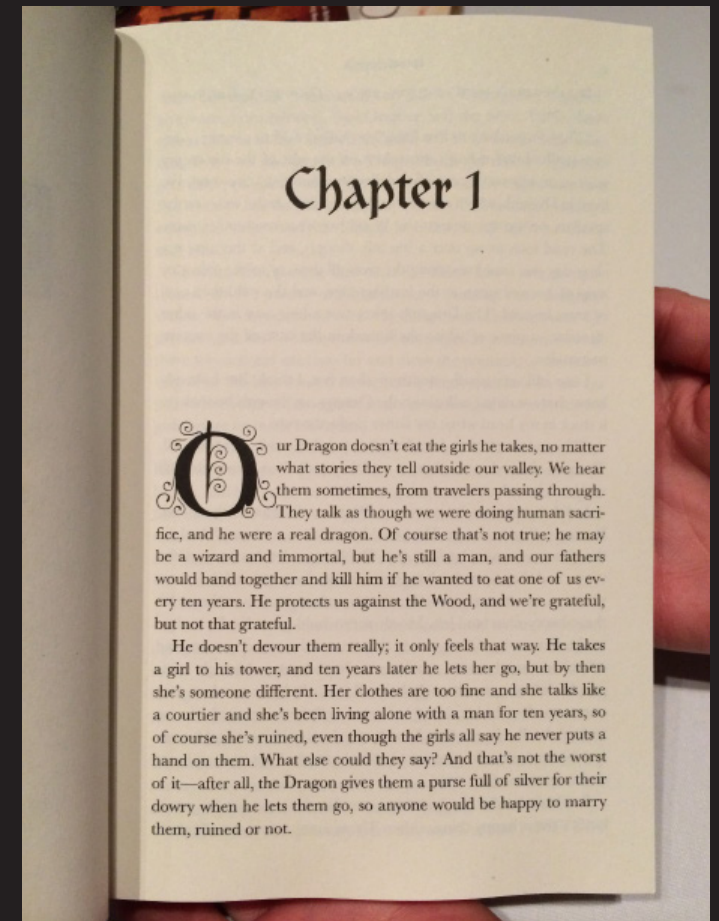 Chapter 1
Our Dragon doesn't eat the girls he takes, no matter
what stories they tell outside our valley. We hear
them sometimes, from travelers passing through.
They talk as though we were doing human sacri-
fice, and he were a real dragon. Of course that's not true: he may
be a wizard and immortal, but he's still a man, and our fathers
would band together and kill him if he wanted to eat one of us ev-
ery ten years. He protects us against the Wood, and we're grateful,
but not that grateful.
He doesn't devour them really; it only feels that way. He takes
a girl to his tower, and ten years later he lets her go, but by then
she's someone different. Her clothes are too fine and she talks like
a courtier and she's been living alone with a man for ten years, so
of course she's ruined, even though the girls all say he never puts a
hand on them. What else could they say? And that's not the worst
of it—after all, the Dragon gives them a purse full of silver for their
dowry when he lets them go, so anyone would be happy to marry
them, ruined or not.